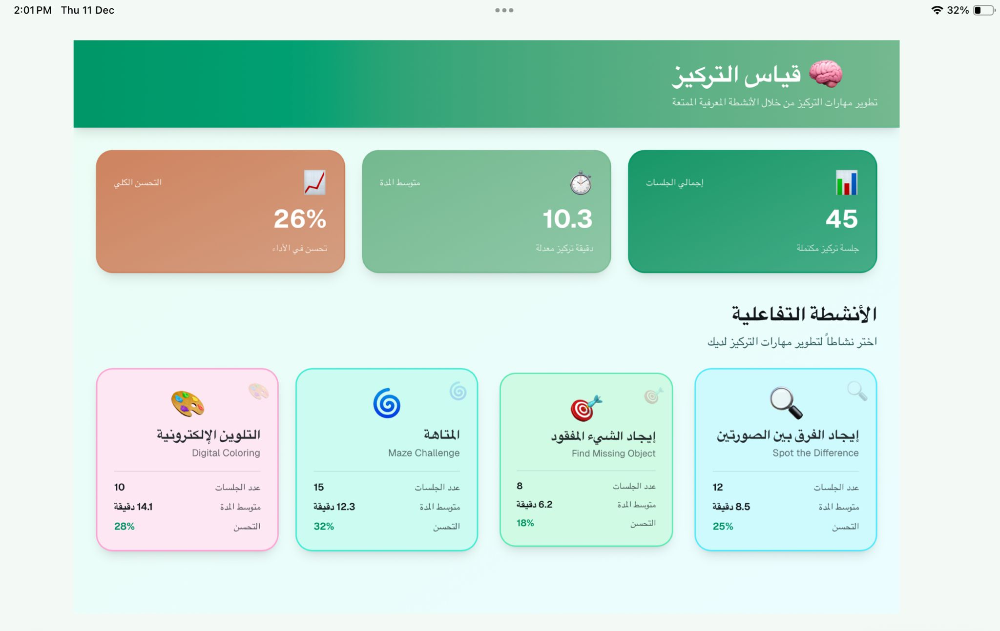 2:01 PM Thu 11 Dec
32%
قياس التركيز
تطوير مهارات التركيز من خلال الأنشطة المعرفية الممتعة
إجمالي الجلسات
45
جلسة تركيز مكتملة
متوسط المدة
10.3
دقيقة تركيز معدلة
التحسن الكلي
26%
تحسن في الأداء
الأنشطة التفاعلية
اختر نشاطاً لتطوير مهارات التركيز لديك
إيجاد الفرق بين الصورتين
Spot the Difference
عدد الجلسات 12
متوسط المدة 8.5 دقيقة
التحسن 25%
إيجاد الشيء المفقود
Find Missing Object
عدد الجلسات 8
متوسط المدة 6.2 دقيقة
التحسن 18%
المتاهة
Maze Challenge
عدد الجلسات 15
متوسط المدة 12.3 دقيقة
التحسن 32%
التلوين الإلكترونية
Digital Coloring
عدد الجلسات 10
متوسط المدة 14.1 دقيقة
التحسن 28%